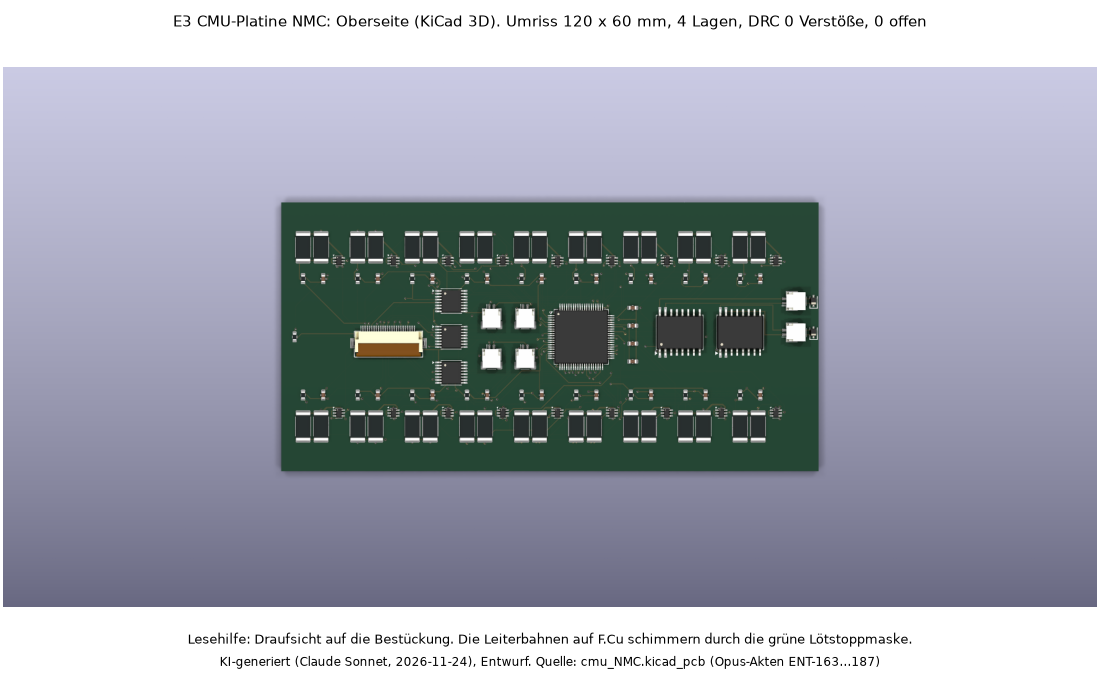 E3 CMU-Platine NMC: Oberseite (KiCad 3D). Umriss 120 x 60 mm, 4 Lagen, DRC 0 Verstöße, 0 offen
Lesehilfe: Draufsicht auf die Bestückung. Die Leiterbahnen auf F.Cu schimmern durch die grüne Lötstoppmaske.
KI-generiert (Claude Sonnet, 2026-11-24), Entwurf. Quelle: cmu_NMC.kicad_pcb (Opus-Akten ENT-163…187)